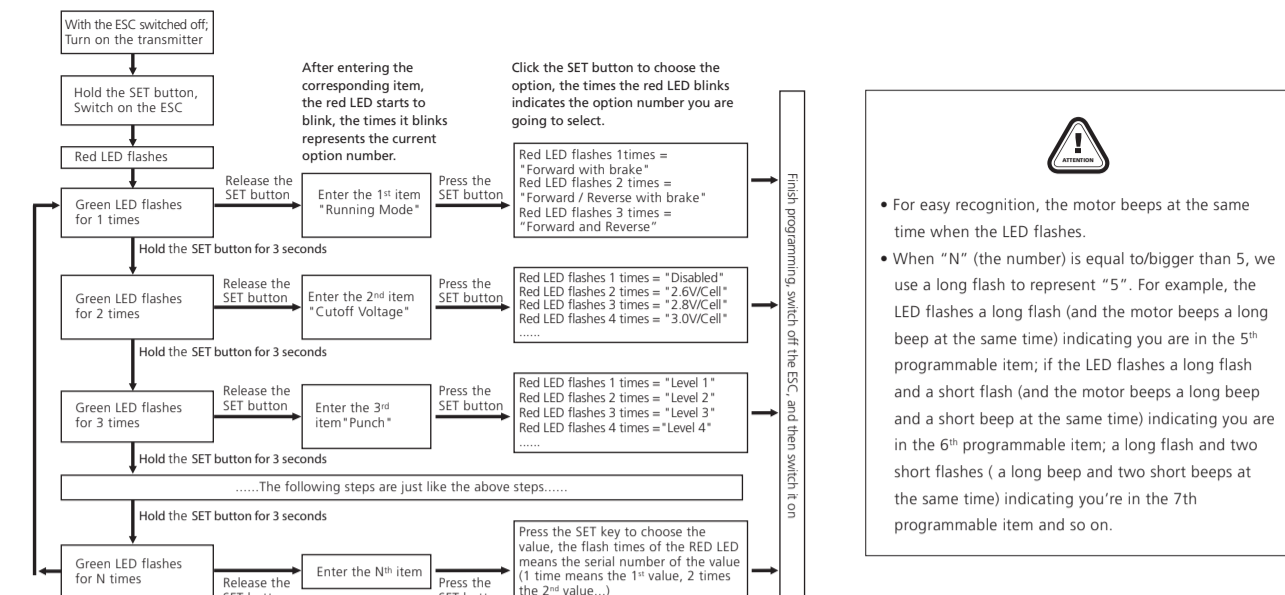 With the ESC switched off;
Turn on the transmitter
Hold the SET button,
Switch on the ESC
Red LED flashes
After entering the
corresponding item,
the red LED starts to
blink, the times it blinks
represents the current
option number.
Click the SET button to choose the
option, the times the red LED blinks
indicates the option number you are
going to select.
Green LED flashes
for 1 times
Release the
SET button
Enter the 1st item
"Running Mode"
Press the
SET button
Red LED flashes 1times =
"Forward with brake"
Red LED flashes 2 times =
"Forward / Reverse with brake"
Red LED flashes 3 times =
"Forward and Reverse"
Hold the SET button for 3 seconds
Green LED flashes
for 2 times
Release the
SET button
Enter the 2nd item
"Cutoff Voltage"
Press the
SET button
Red LED flashes 1 times = "Disabled"
Red LED flashes 2 times = "2.6V/Cell"
Red LED flashes 3 times = "2.8V/Cell"
Red LED flashes 4 times = "3.0V/Cell"
......
Hold the SET button for 3 seconds
Green LED flashes
for 3 times
Release the
SET button
Enter the 3rd
item"Punch"
Press the
SET button
Red LED flashes 1 times = "Level 1"
Red LED flashes 2 times = "Level 2"
Red LED flashes 3 times = "Level 3"
Red LED flashes 4 times ="Level 4"
......
Hold the SET button for 3 seconds
......The following steps are just like the above steps......
Hold the SET button for 3 seconds
Green LED flashes
for N times
Release the
Enter the Nth item
Press the
Press the SET key to choose the
value, the flash times of the RED LED
means the serial number of the value
(1 time means the 1st value, 2 times
the 2nd value...)
Finish programming, switch off the ESC, and then switch it on
ATTENTION
• For easy recognition, the motor beeps at the same
time when the LED flashes.
• When "N" (the number) is equal to/bigger than 5, we
use a long flash to represent "5". For example, the
LED flashes a long flash (and the motor beeps a long
beep at the same time) indicating you are in the 5th
programmable item; if the LED flashes a long flash
and a short flash (and the motor beeps a long beep
and a short beep at the same time) indicating you are
in the 6th programmable item; a long flash and two
short flashes ( a long beep and two short beeps at
the same time) indicating you're in the 7th
programmable item and so on.